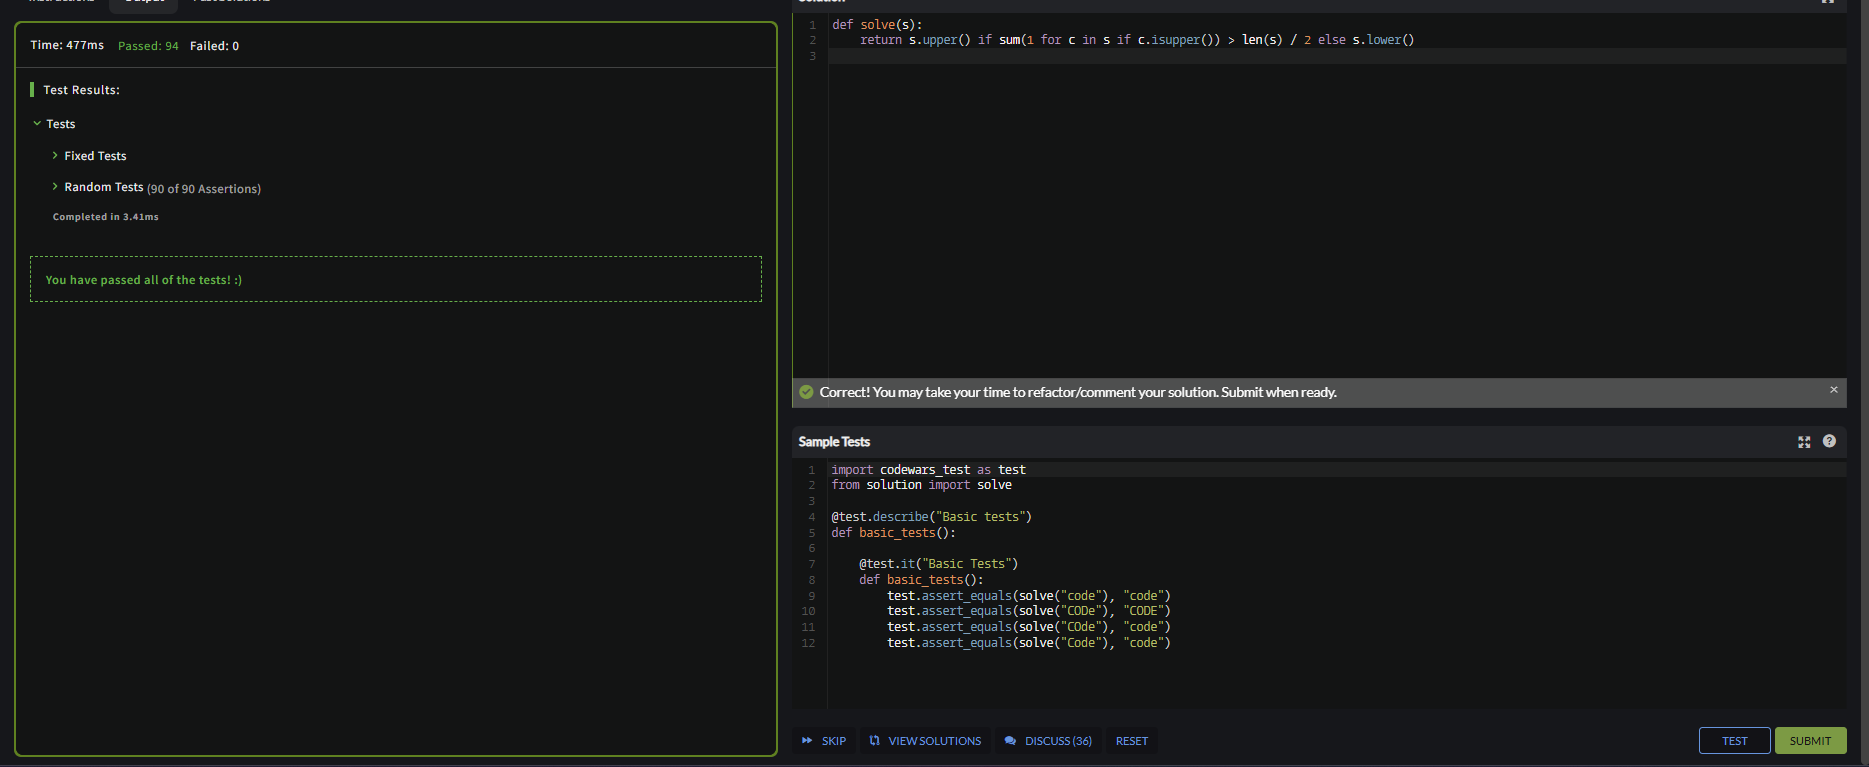 Output
Time: 477ms Passed: 94 Failed: 0
Test Results:
Tests
Fixed Tests
Random Tests (90 of 90 Assertions)
Completed in 3.41ms
You have passed all of the tests! :)
Solution
1 def solve(s):
2     return s.upper() if sum(1 for c in s if c.isupper()) > len(s) / 2 else s.lower()
3
Correct! You may take your time to refactor/comment your solution. Submit when ready.
Sample Tests
1 import codewars_test as test
2 from solution import solve
3
4 @test.describe("Basic tests")
5 def basic_tests():
6
7     @test.it("Basic Tests")
8     def basic_tests():
9         test.assert_equals(solve("code"), "code")
10         test.assert_equals(solve("CODe"), "CODE")
11         test.assert_equals(solve("COde"), "code")
12         test.assert_equals(solve("Code"), "code")
SKIP VIEW SOLUTIONS DISCUSS (36) RESET TEST SUBMIT